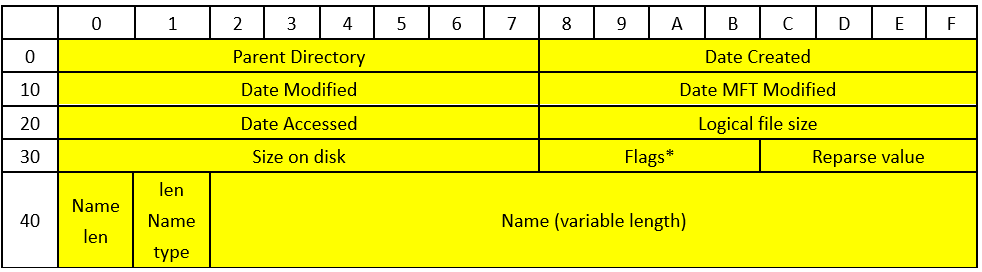 0 1 2 3 4 5 6 7 8 9 A B C D E F
0 Parent Directory Date Created
10 Date Modified Date MFT Modified
20 Date Accessed Logical file size
30 Size on disk Flags* Reparse value
40 Name len len Name type Name (variable length)